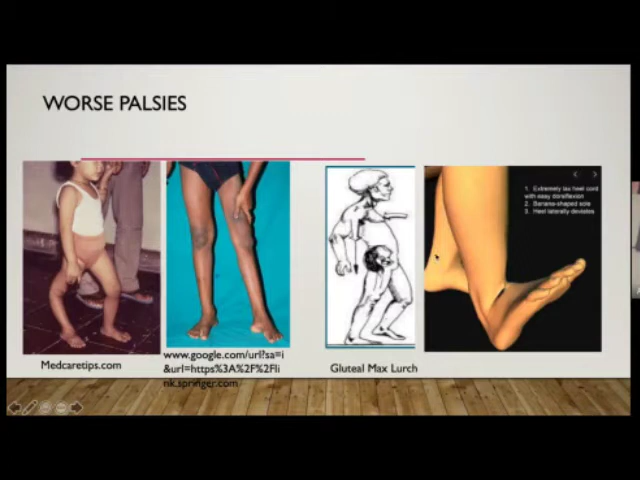 WORSE PALSIES
1. Extremely lax heel cord
with easy dorsiflexion
2. Banana-shaped sole
3. Heel laterally deviates
Medcaretips.com
www.google.com/url?sa=i
&url=https%3A%2F%2Fli
nk.springer.com
Gluteal Max Lurch